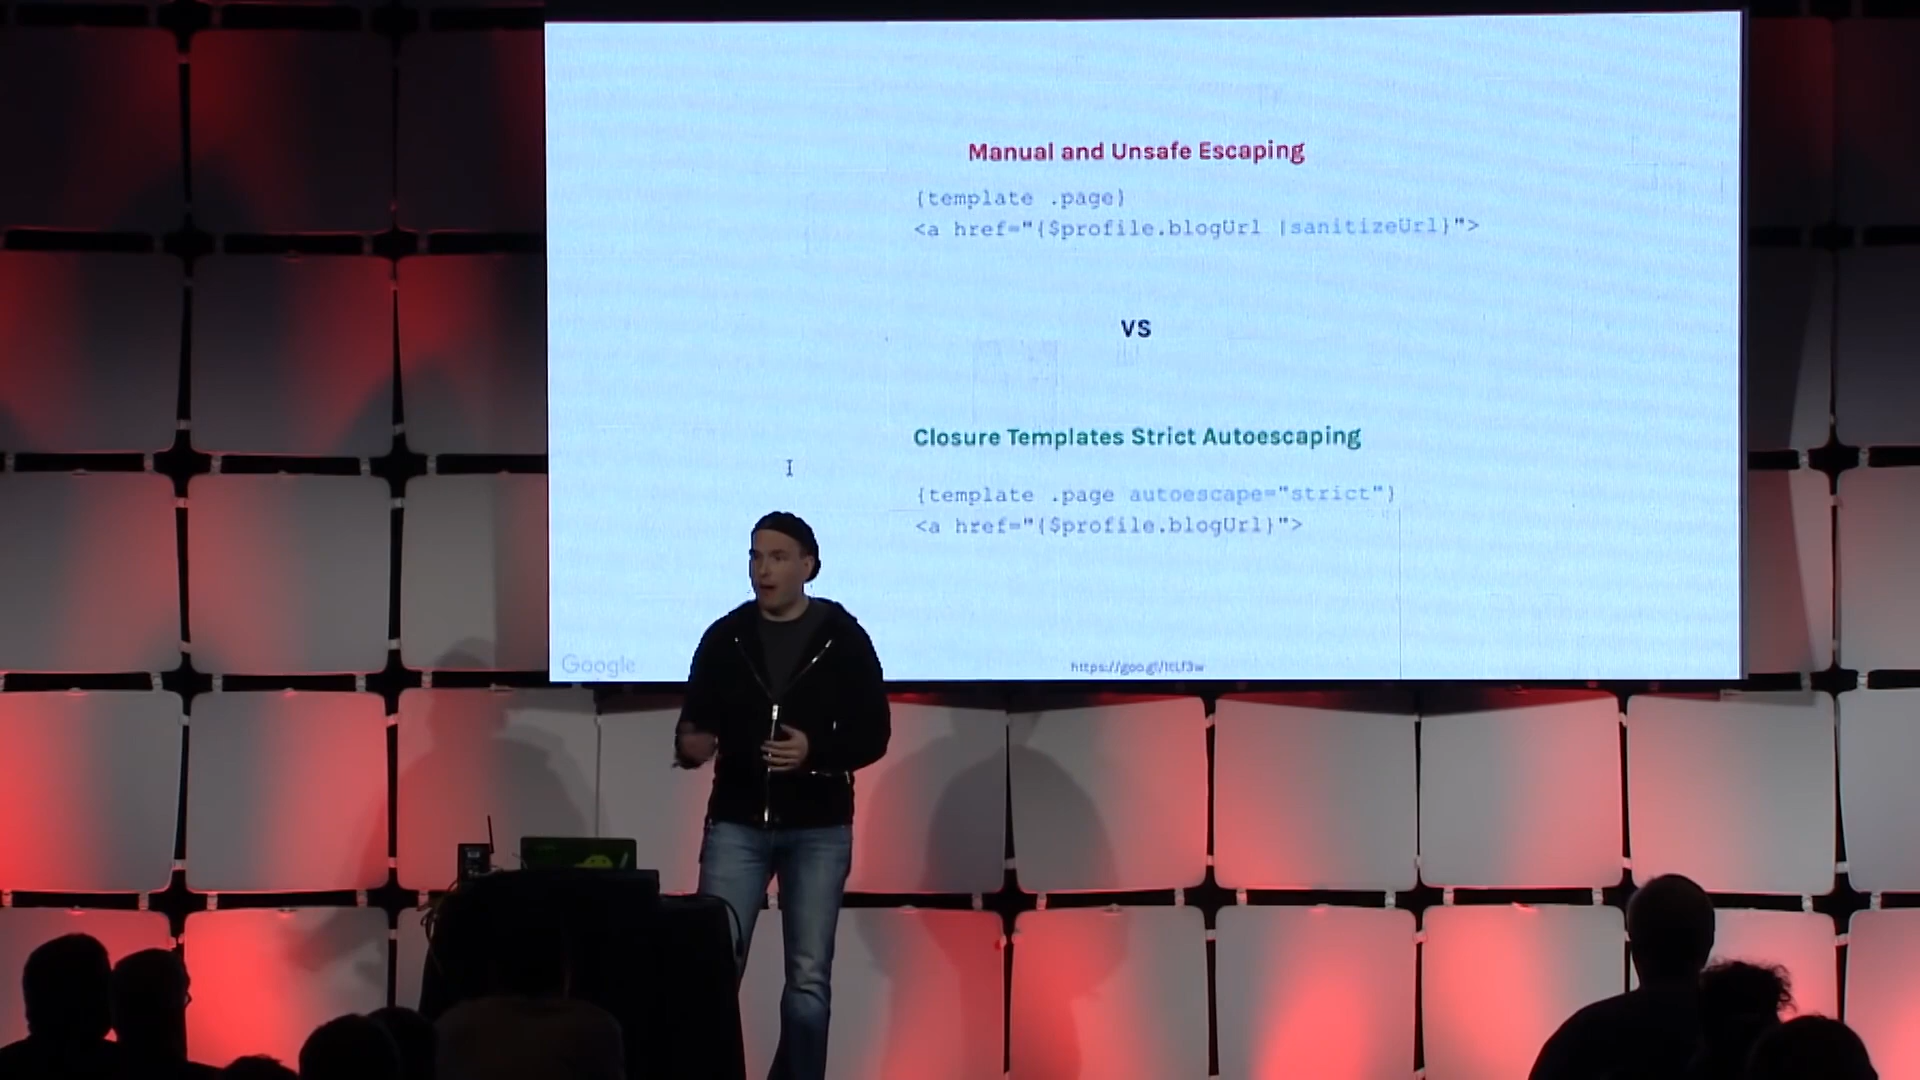 Manual and Unsafe Escaping
{template .page}
<a href="{$profile.blogUrl |sanitizeUrl}">
VS
Closure Templates Strict Autoescaping
{template .page autoescape="strict"}
<a href="{$profile.blogUrl}">
Google